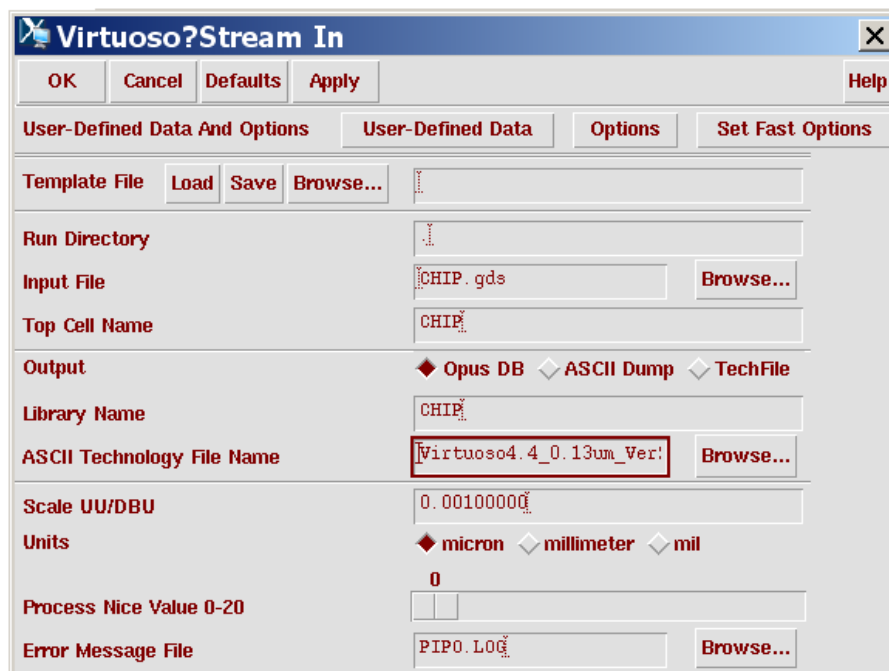 Virtuoso?Stream In
OK Cancel Defaults Apply Help
User-Defined Data And Options User-Defined Data Options Set Fast Options
Template File Load Save Browse...
Run Directory .
Input File CHIP.gds Browse...
Top Cell Name CHIP
Output Opus DB ASCII Dump TechFile
Library Name CHIP
ASCII Technology File Name Virtuoso4.4_0.13um_Ver Browse...
Scale UU/DBU 0.00100000
Units micron millimeter mil
0
Process Nice Value 0-20
Error Message File PIPO.LOG Browse...